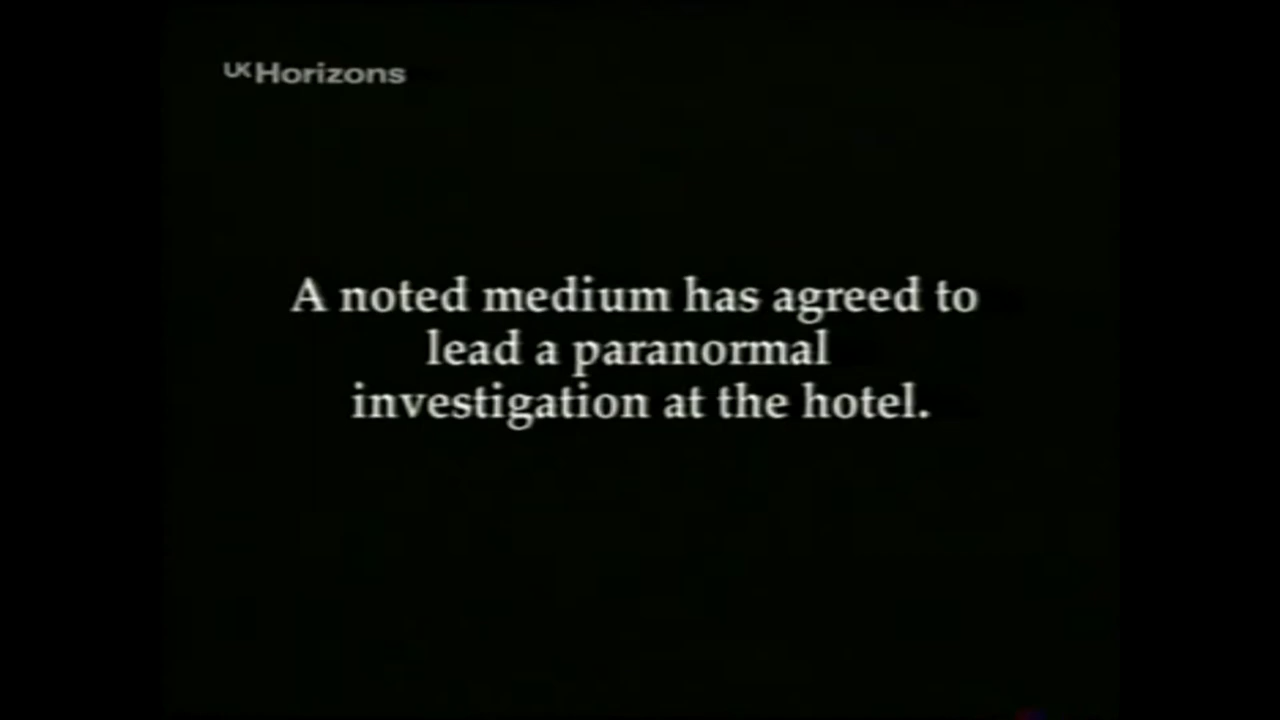 UKHorizons
A noted medium has agreed to
lead a paranormal
investigation at the hotel.